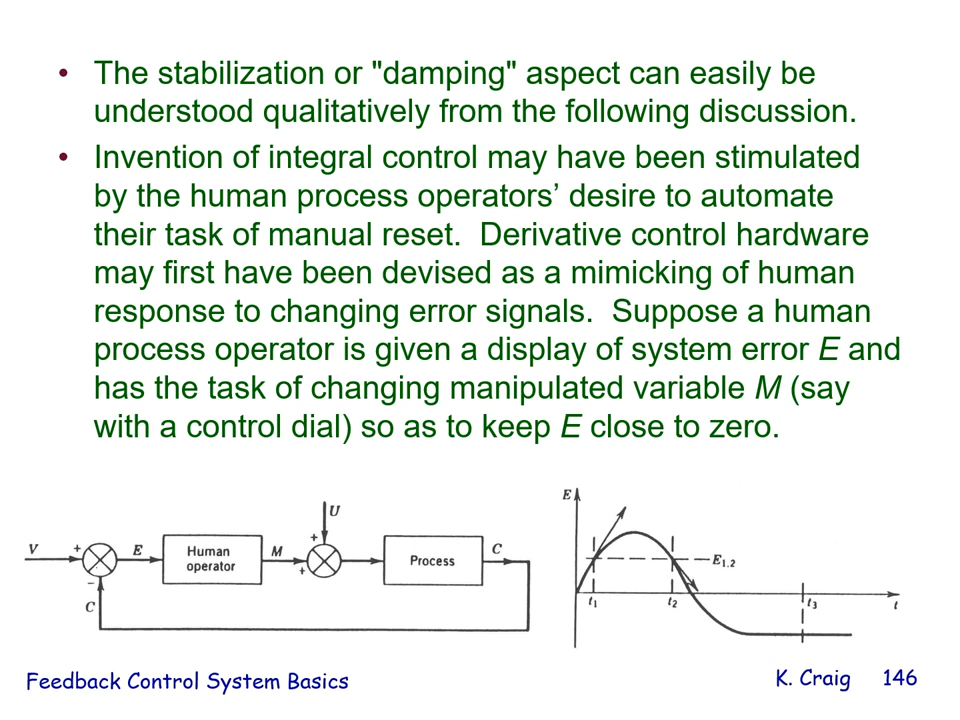 • The stabilization or "damping" aspect can easily be
understood qualitatively from the following discussion.
• Invention of integral control may have been stimulated
by the human process operators’ desire to automate
their task of manual reset.  Derivative control hardware
may first have been devised as a mimicking of human
response to changing error signals.  Suppose a human
process operator is given a display of system error E and
has the task of changing manipulated variable M (say
with a control dial) so as to keep E close to zero.
V + E Human operator M + + U Process C
− C
E
E1,2
t1 t2 t3 t
Feedback Control System Basics
K. Craig 146